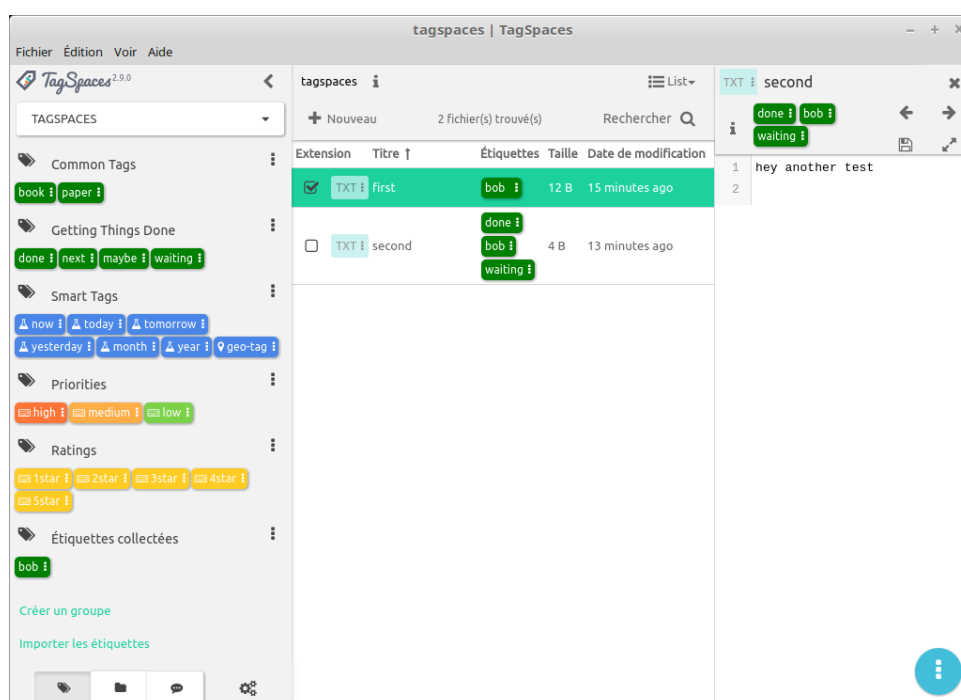 tagspaces | TagSpaces
Fichier Édition Voir Aide
TagSpaces 2.9.0
TAGSPACES
Common Tags
book paper
Getting Things Done
done next maybe waiting
Smart Tags
now today tomorrow
yesterday month year geo-tag
Priorities
high medium low
Ratings
1star 2star 3star 4star
5star
Étiquettes collectées
bob
Créer un groupe
Importer les étiquettes
tagspaces
List
Nouveau 2 fichier(s) trouvé(s) Rechercher
Extension Titre Étiquettes Taille Date de modification
TXT first bob 12 B 15 minutes ago
done
TXT second bob 4 B 13 minutes ago
waiting
TXT second
done bob
waiting
1 hey another test
2